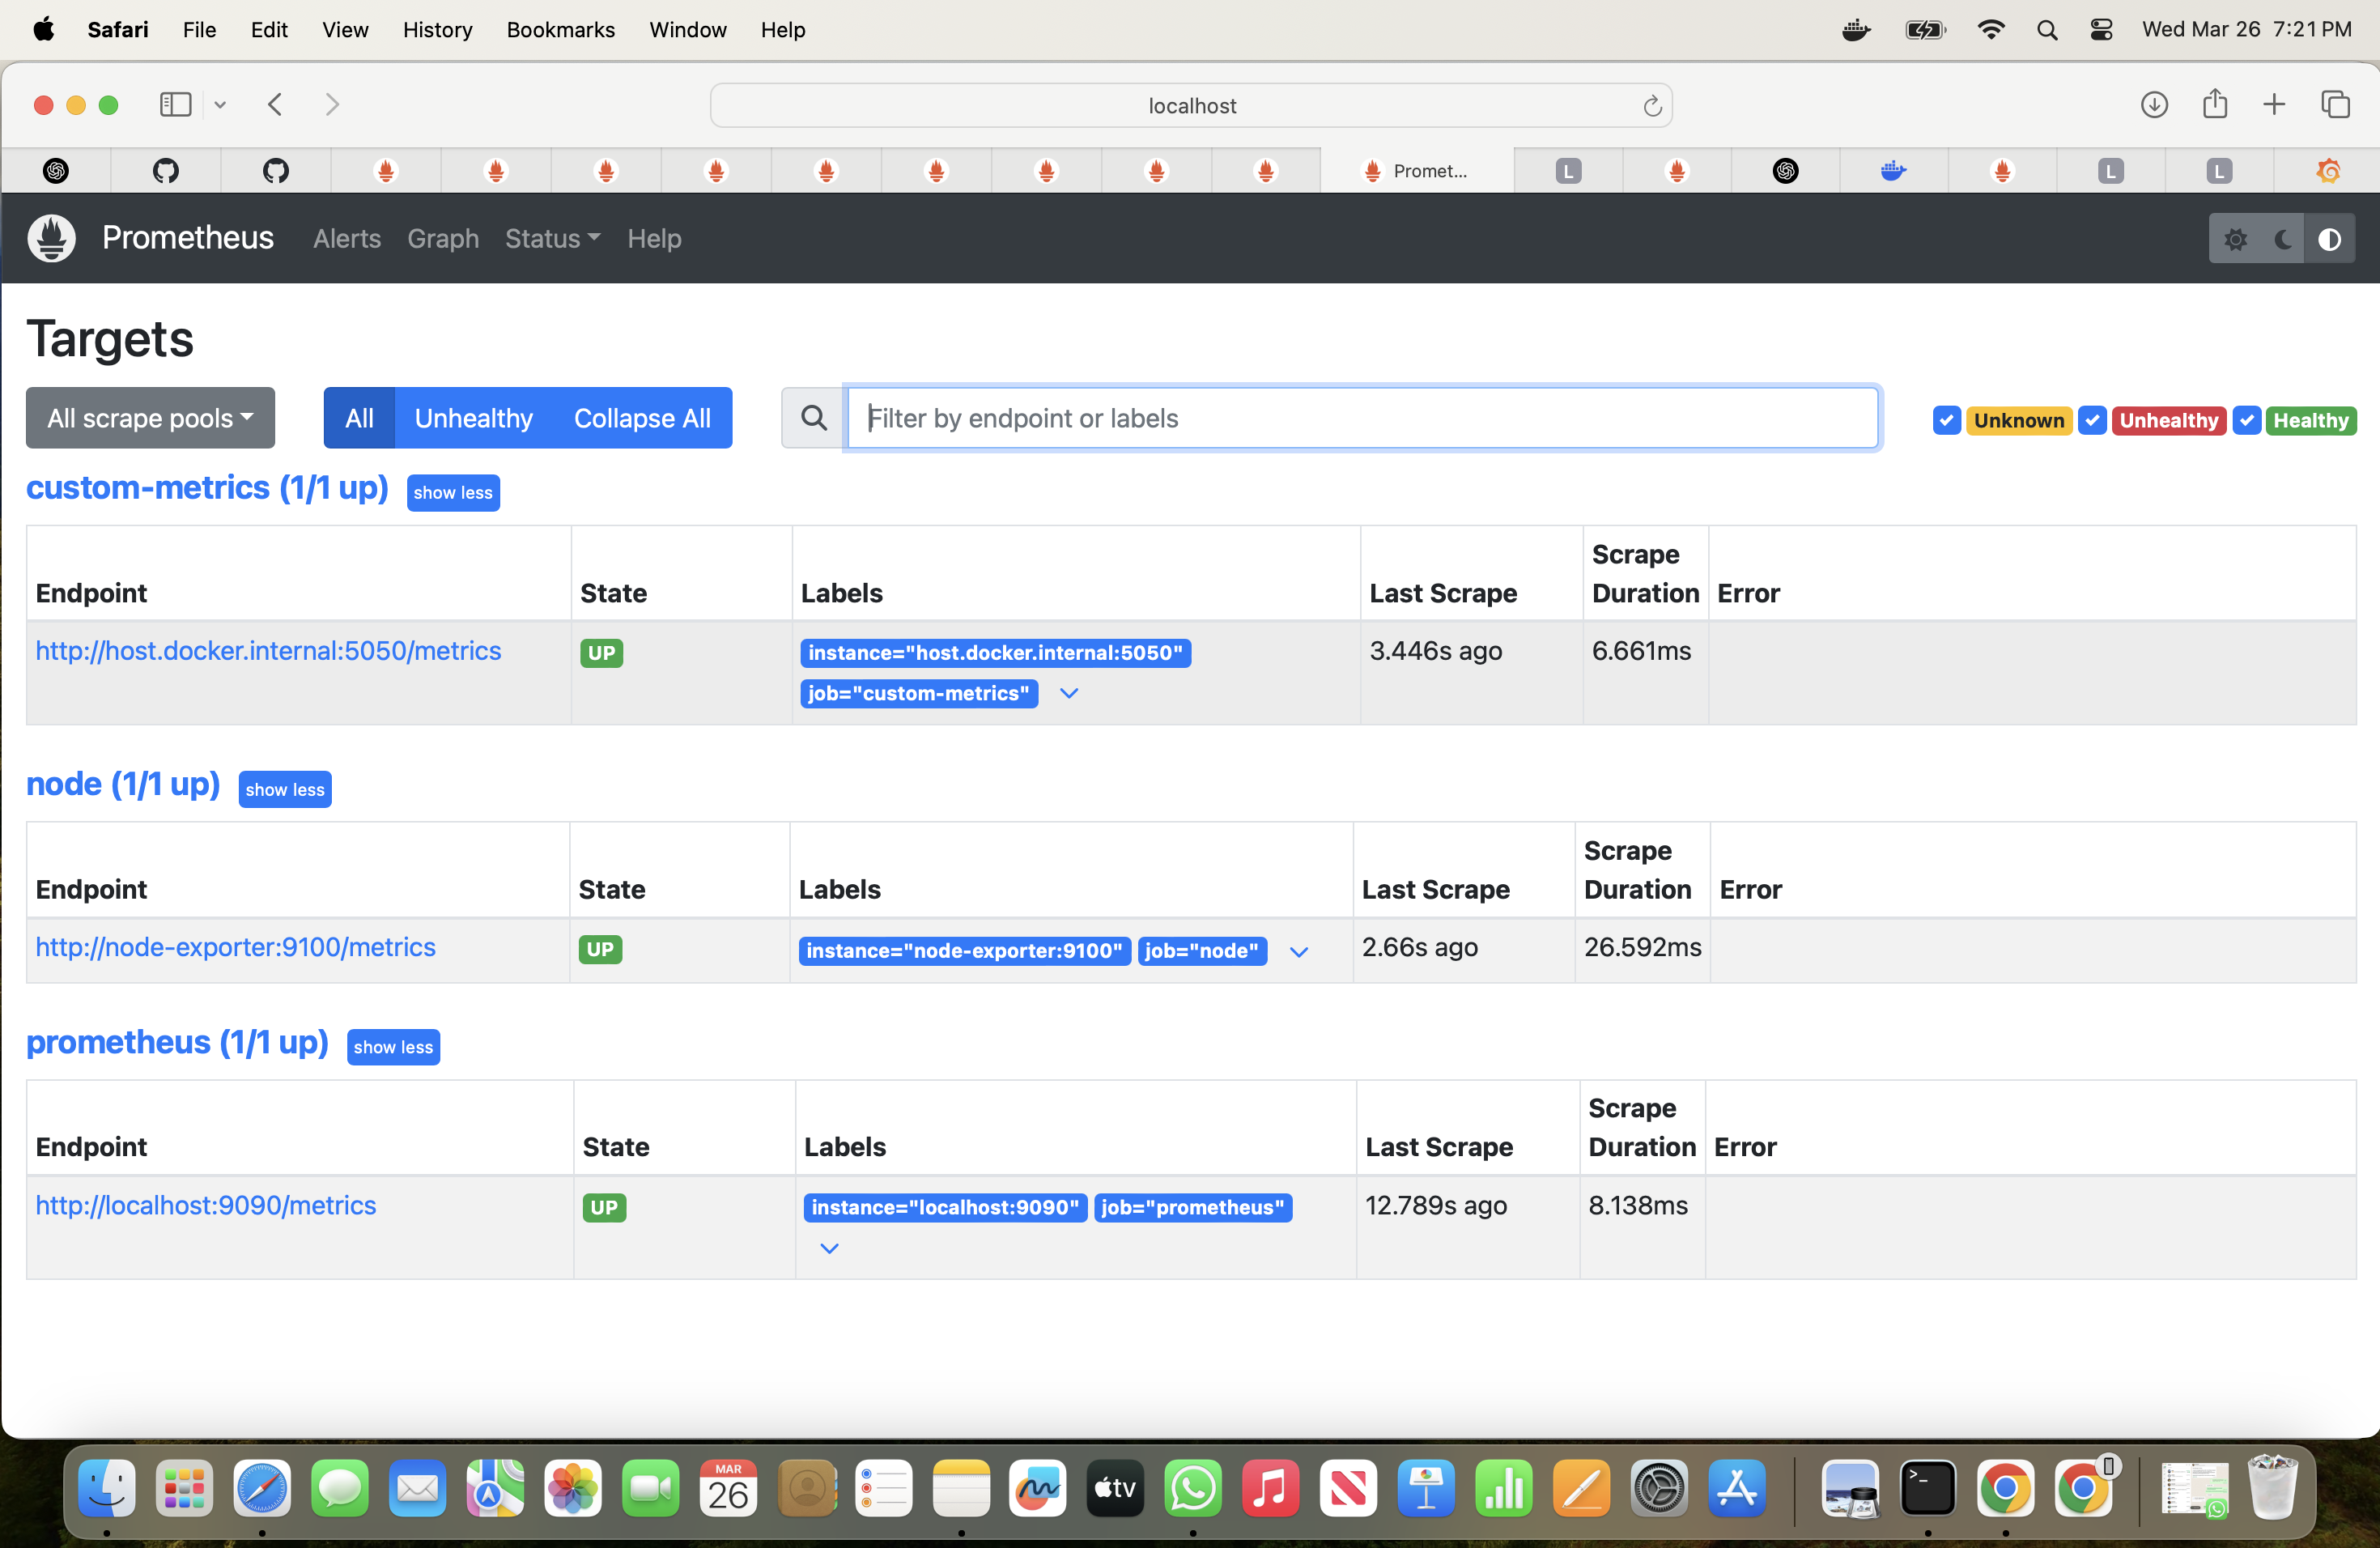 Safari File Edit View History Bookmarks Window Help Wed Mar 26 7:21 PM
localhost
Promet... L L L
Prometheus Alerts Graph Status Help
Targets
All scrape pools All Unhealthy Collapse All Filter by endpoint or labels Unknown Unhealthy Healthy
custom-metrics (1/1 up) show less
Endpoint State Labels Last Scrape Scrape Duration Error
http://host.docker.internal:5050/metrics UP instance="host.docker.internal:5050" 3.446s ago 6.661ms
job="custom-metrics"
node (1/1 up) show less
Endpoint State Labels Last Scrape Scrape Duration Error
http://node-exporter:9100/metrics UP instance="node-exporter:9100" job="node" 2.66s ago 26.592ms
prometheus (1/1 up) show less
Endpoint State Labels Last Scrape Scrape Duration Error
http://localhost:9090/metrics UP instance="localhost:9090" job="prometheus" 12.789s ago 8.138ms
MAR
26
tv
>_